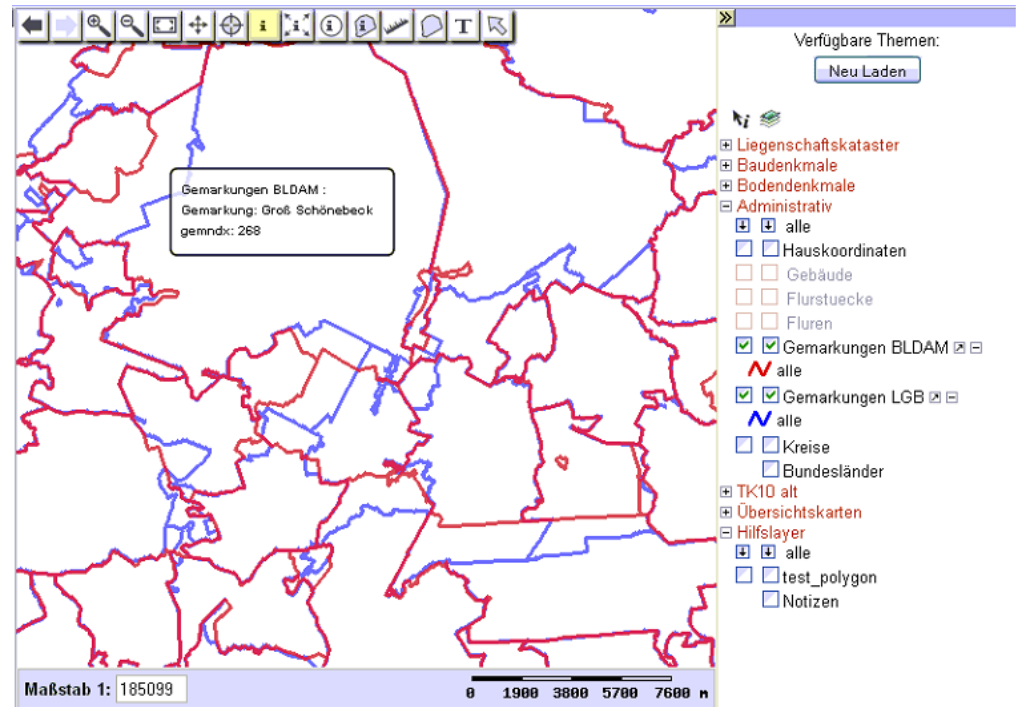 T
»
Verfügbare Themen:
Neu Laden
Liegenschaftskataster
Baudenkmale
Bodendenkmale
Administrativ
alle
Hauskoordinaten
Gebäude
Flurstuecke
Fluren
Gemarkungen BLDAM
alle
Gemarkungen LGB
alle
Kreise
Bundesländer
TK10 alt
Übersichtskarten
Hilfslayer
alle
test_polygon
Notizen
Gemarkungen BLDAM :
Gemarkung: Groß Schönebeck
gemndx: 268
Maßstab 1: 185099
0 1900 3800 5700 7600 m